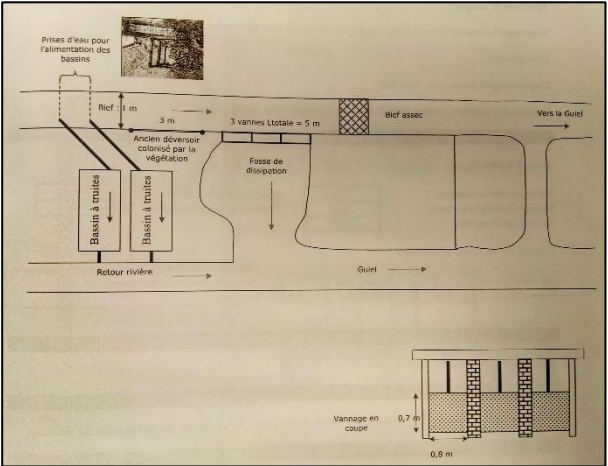 Prises d'eau pour
l'alimentation des
bassins
Bief : 1 m
3 m
3 vannes Ltotale = 5 m
Bief assec
Vers la Guiel
Ancien déversoir
colonisé par la
végétation
Fosse de
dissipation
Bassin à truites
Bassin à truites
Retour rivière
Guiel
Vannage en
coupe
0,7 m
0,8 m